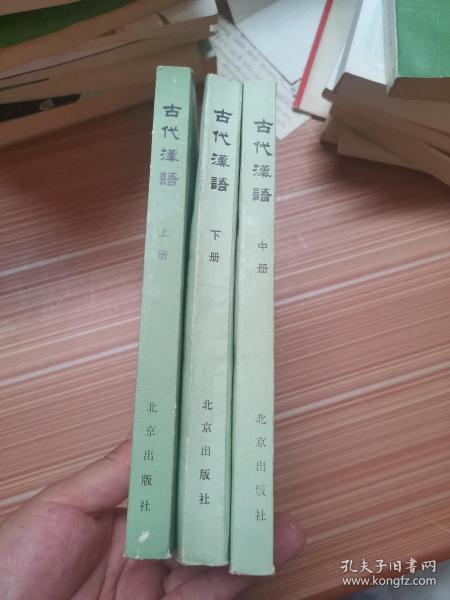 古代漢語
上册
北京出版社
古代漢語
下册
北京出版社
古代漢語
中册
北京出版社
孔夫子旧书网
www.kongfz.com